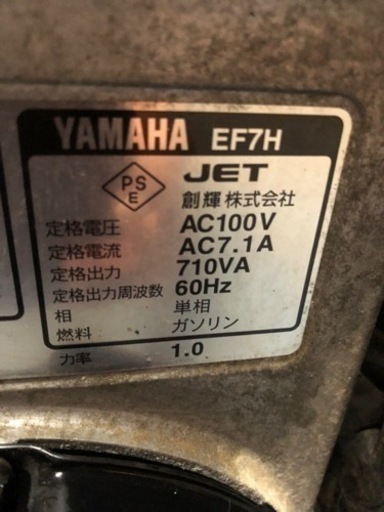 YAMAHA EF7H
PSE JET
創輝株式会社
定格電圧 AC100V
定格電流 AC7.1A
定格出力 710VA
定格出力周波数 60Hz
相 単相
燃料 ガソリン
力率 1.0